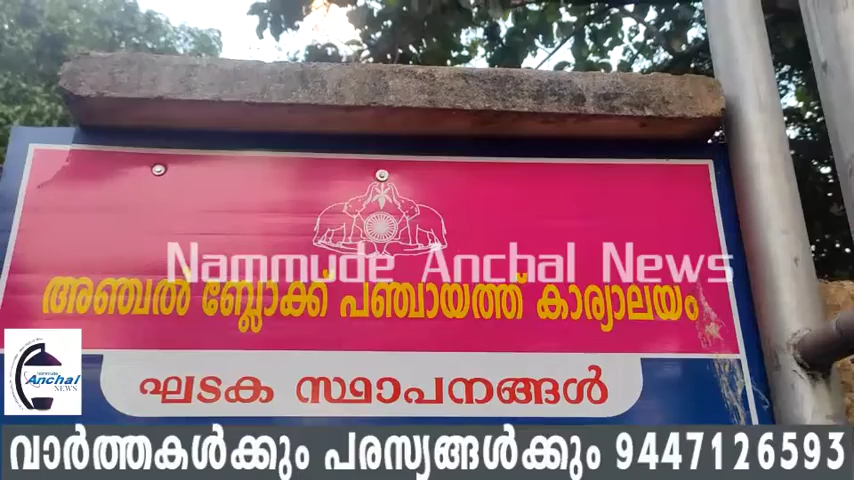 Nammude Anchal News
അഞ്ചൽ ബ്ലോക്ക് പഞ്ചായത്ത് കാര്യാലയം
Nammude
Anchal
NEWS
ഘടക സ്ഥാപനങ്ങൾ
വാർത്തകൾക്കും പരസ്യങ്ങൾക്കും 9447126593